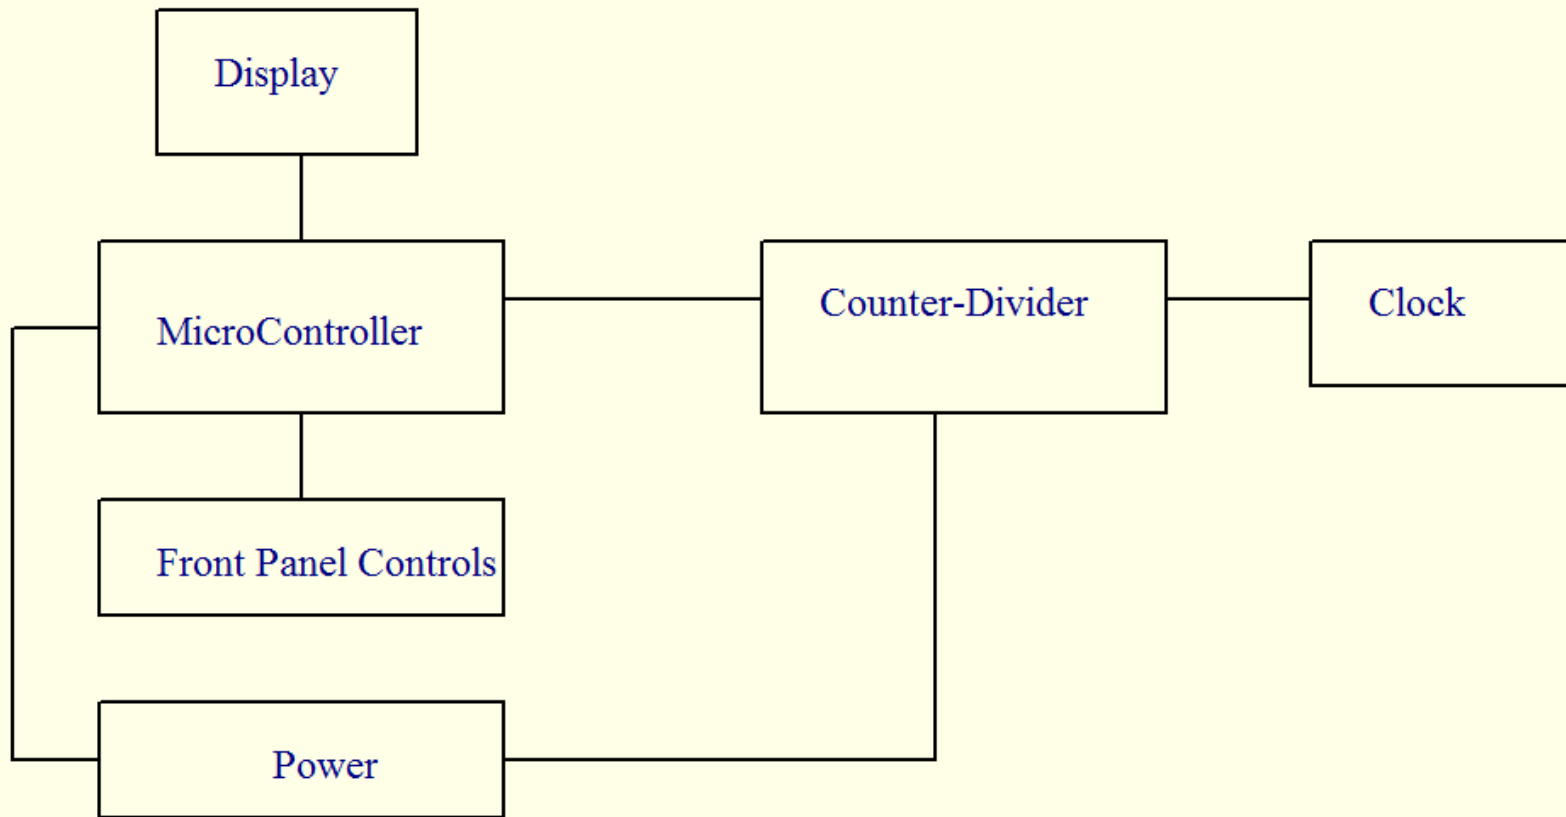 Display
MicroController
Counter-Divider
Clock
Front Panel Controls
Power